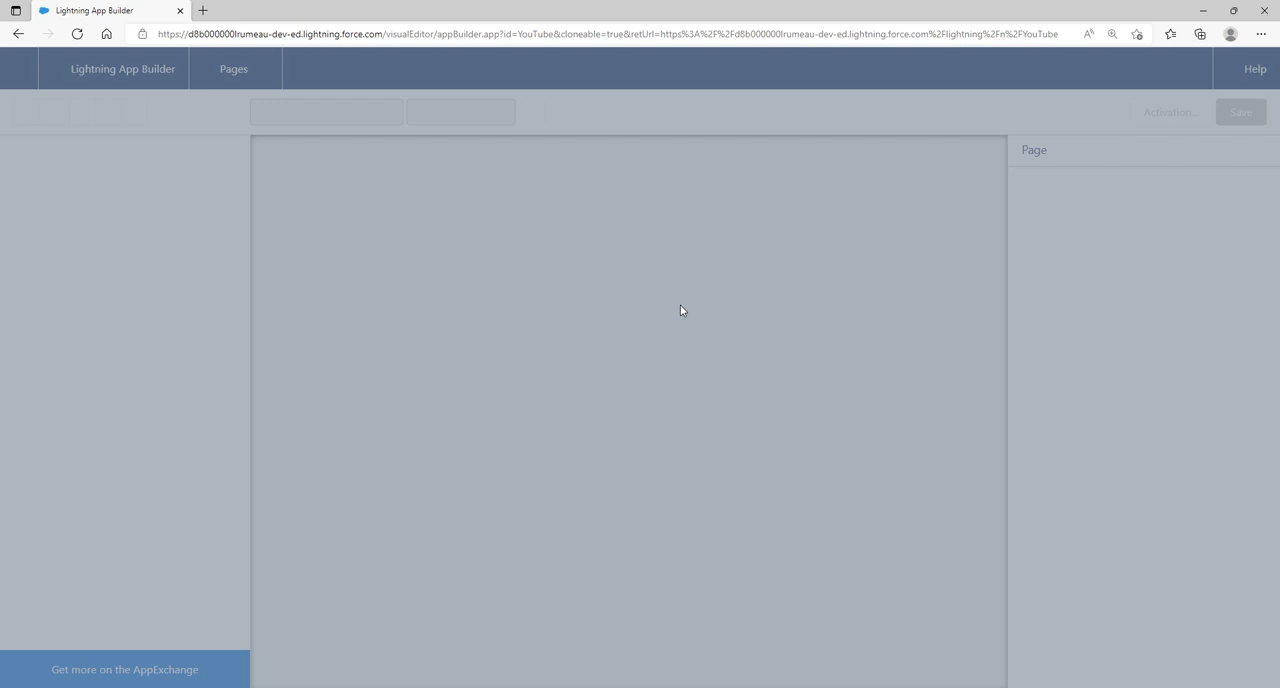 Lightning App Builder
https://d8b000000lrumeau-dev-ed.lightning.force.com/visualEditor/appBuilder.app?id=YouTube&cloneable=true&retUrl=https%3A%2F%2Fd8b000000lrumeau-dev-ed.lightning.force.com%2Flightning%2Fn%2FYouTube
Lightning App Builder
Pages
Help
Activation...
Save
Page
Get more on the AppExchange